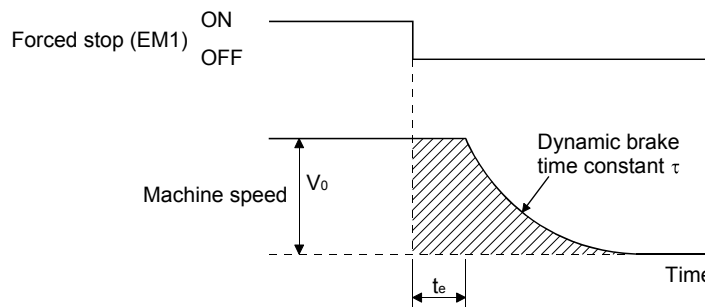 ON
Forced stop (EM1)
OFF
Dynamic brake
time constant τ
Machine speed
V0
Time
te